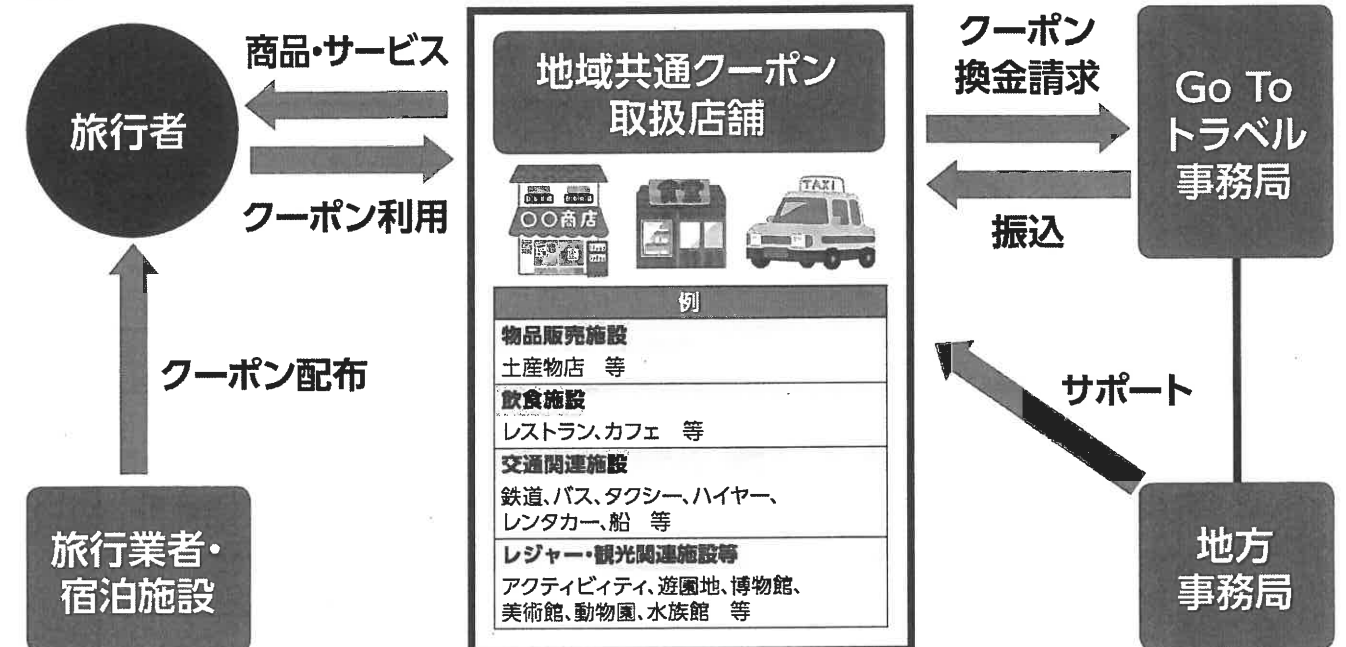 商品・サービス
旅行者
クーポン利用
クーポン配布
旅行業者・
宿泊施設
地域共通クーポン
取扱店舗
〇〇商店
食堂
TAXI
例
物品販売施設
土産物店 等
飲食施設
レストラン、カフェ 等
交通関連施設
鉄道、バス、タクシー、ハイヤー、
レンタカー、船 等
レジャー・観光関連施設等
アクティビィティ、遊園地、博物館、
美術館、動物園、水族館 等
クーポン
換金請求
振込
Go To
トラベル
事務局
サポート
地方
事務局